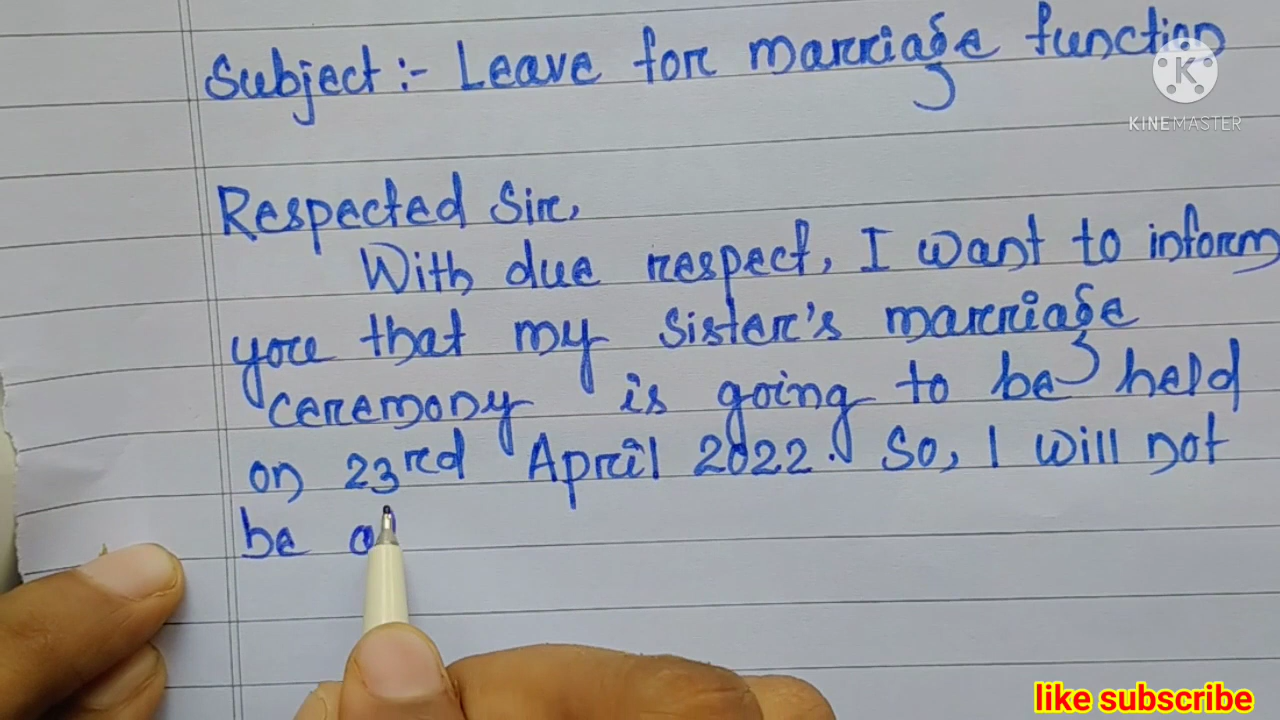 Subject:- Leave for marriage function
K
KINEMASTER
Respected Sir,
With due respect, I want to inform
you that my sister's marriage
ceremony is going to be held
on 23rd April 2022. So, I will not
be
like subscribe